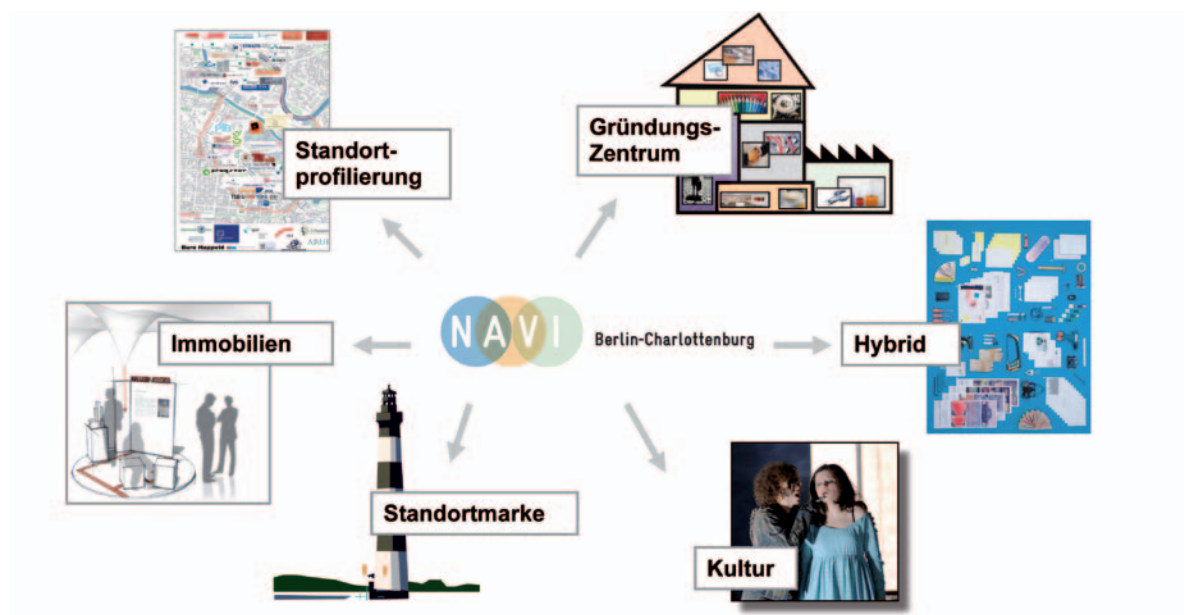 Standort-
profilierung
Gründungs-
Zentrum
Immobilien
NAVI
Berlin-Charlottenburg
Hybrid
Standortmarke
Kultur